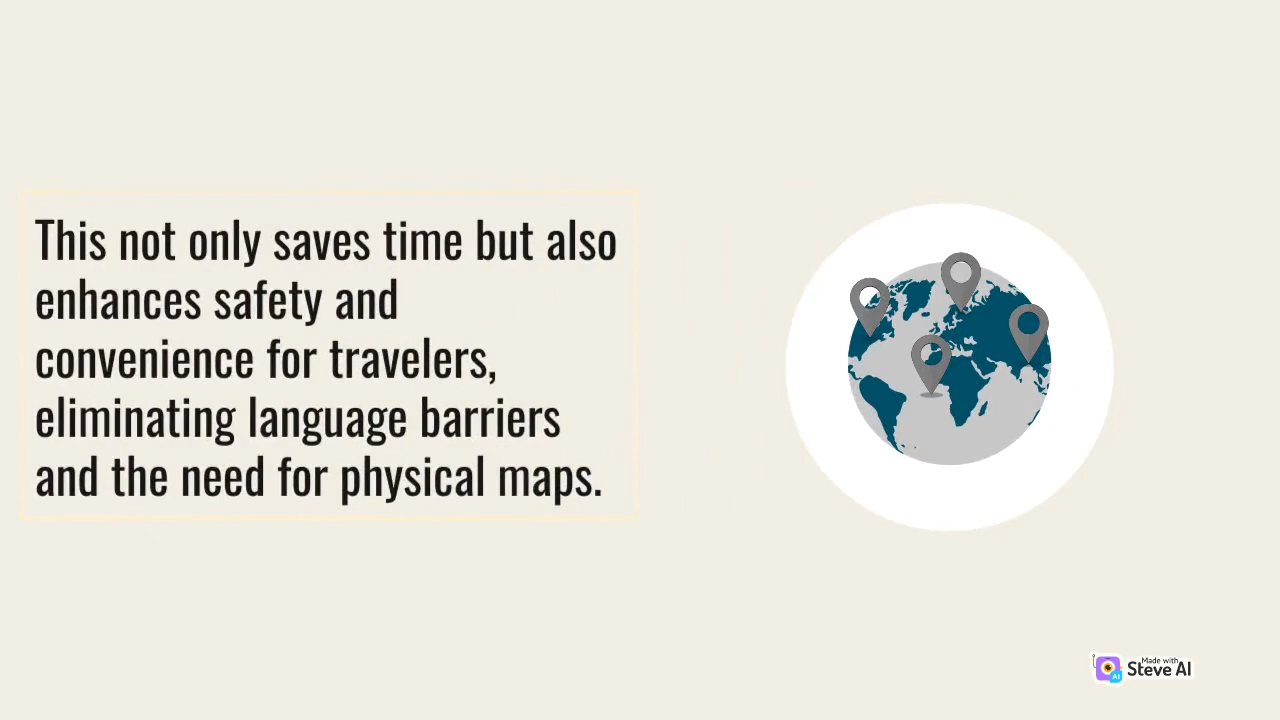 This not only saves time but also
enhances safety and
convenience for travelers,
eliminating language barriers
and the need for physical maps.
Made with
Steve AI
AI